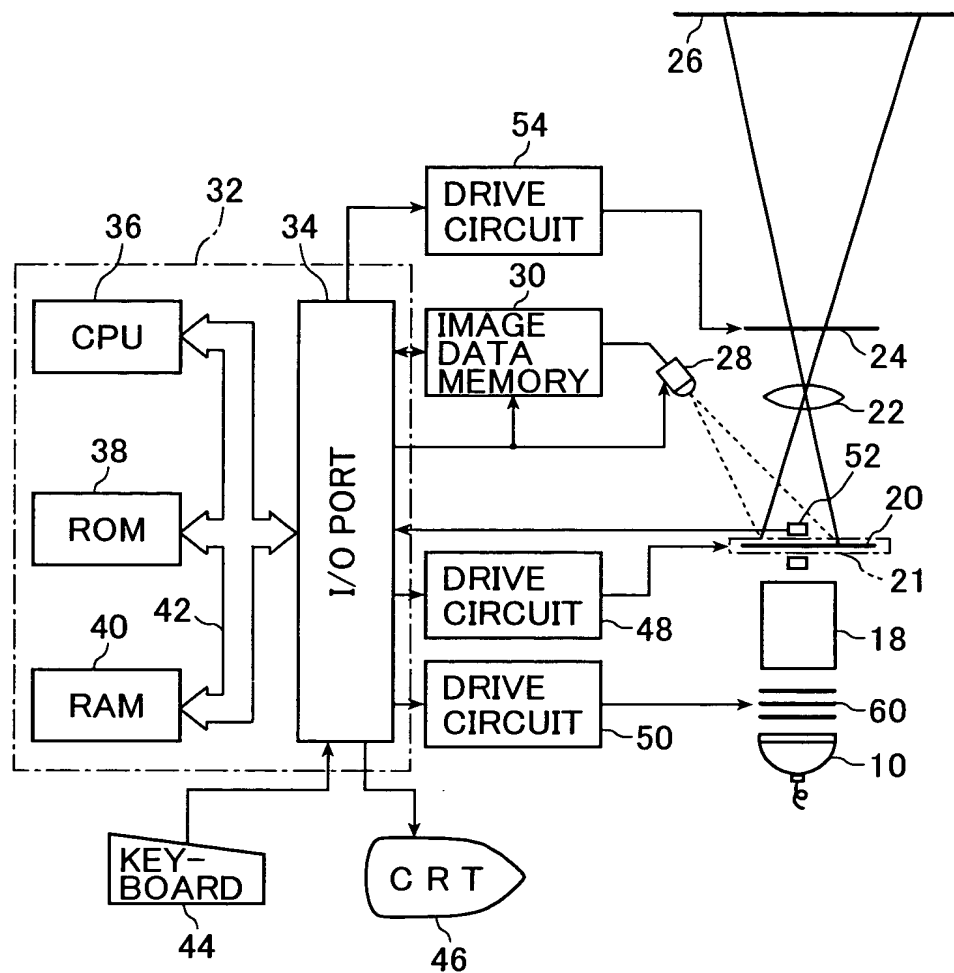 26
54
DRIVE
CIRCUIT
32
36
34
30
CPU
IMAGE
DATA
MEMORY
28
24
22
38
52
20
ROM
I/O PORT
21
42
DRIVE
CIRCUIT
48
18
40
RAM
DRIVE
CIRCUIT
50
60
10
KEY-
BOARD
44
CRT
46